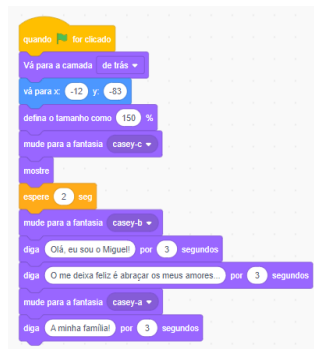 quando for clicado
Vá para a camada de trás
vá para x: -12 y: -83
defina o tamanho como 150 %
mude para a fantasia casey-c
mostre
espere 2 seg
mude para a fantasia casey-b
diga Olá, eu sou o Miguel! por 3 segundos
diga O me deixa feliz é abraçar os meus amores... por 3 segundos
mude para a fantasia casey-a
diga A minha família! por 3 segundos